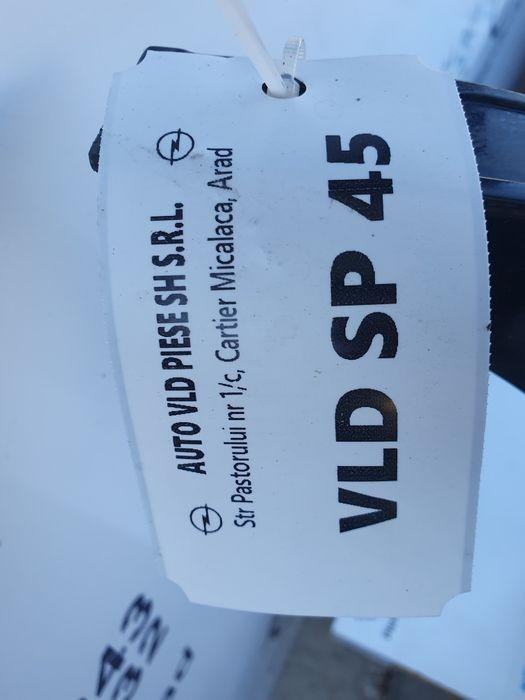 AUTO VLD PIESE SH S.R.L.
Str Pastorului nr 1/c, Cartier Micalaca, Arad
VLD SP 45